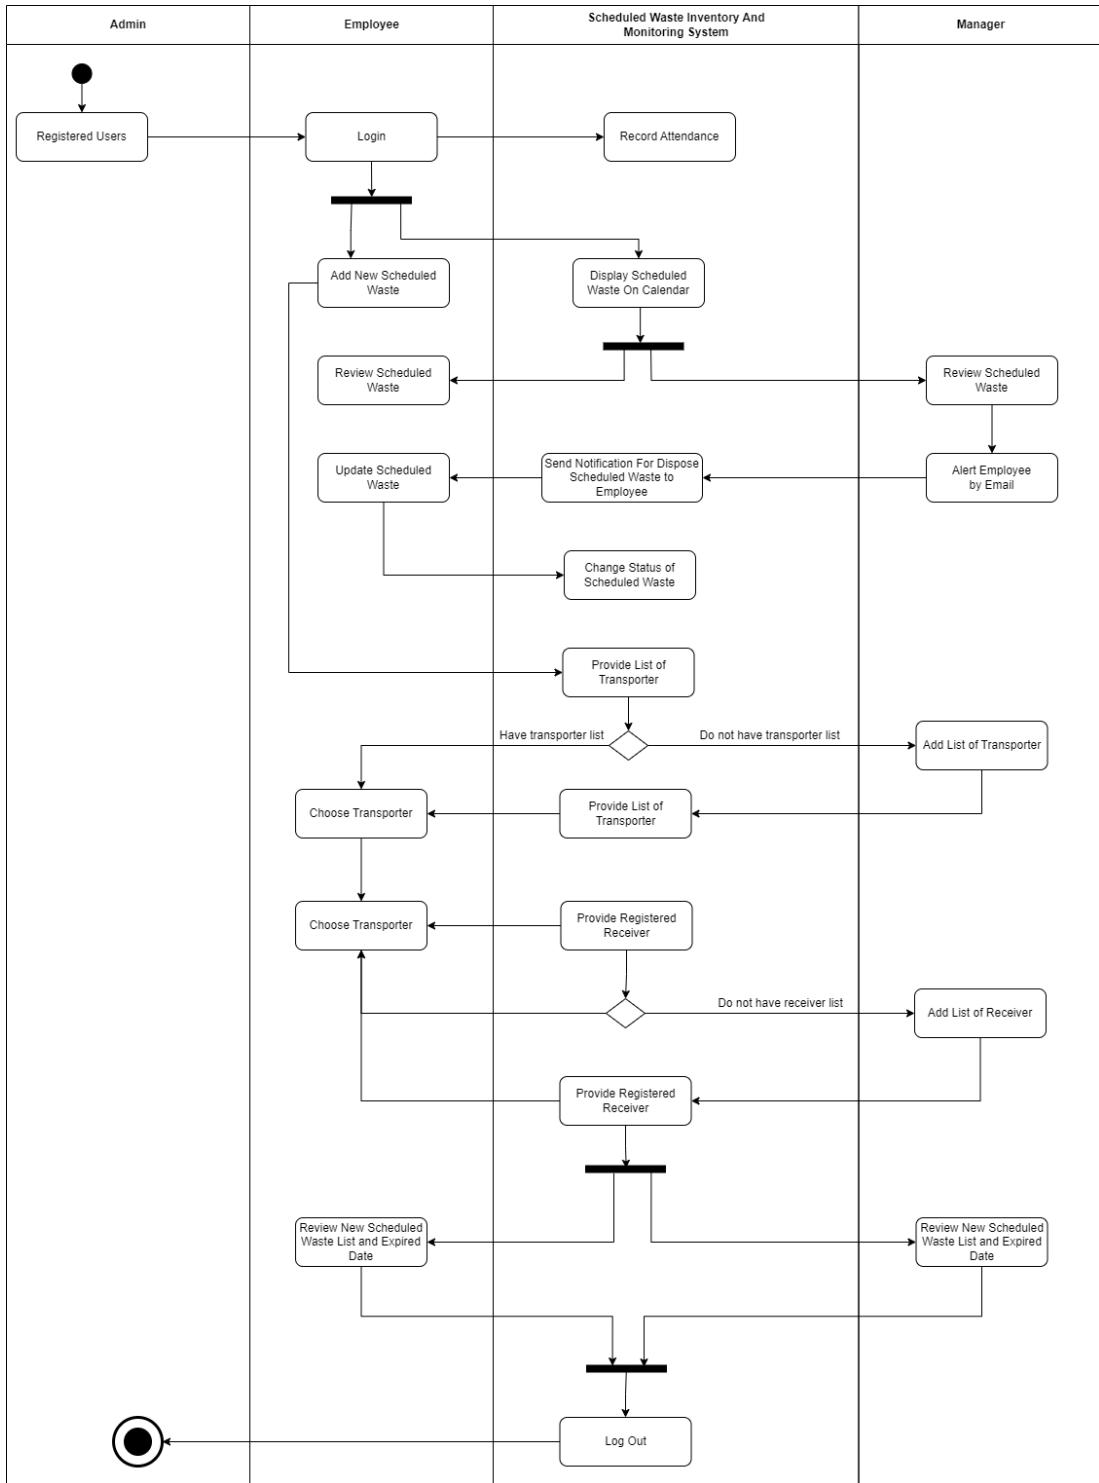 Admin
Employee
Scheduled Waste Inventory And
Monitoring System
Manager
Registered Users
Login
Record Attendance
Add New Scheduled
Waste
Display Scheduled
Waste On Calendar
Review Scheduled
Waste
Review Scheduled
Waste
Update Scheduled
Waste
Send Notification For Dispose
Scheduled Waste to
Employee
Alert Employee
by Email
Change Status of
Scheduled Waste
Provide List of
Transporter
Have transporter list
Do not have transporter list
Add List of Transporter
Choose Transporter
Provide List of
Transporter
Choose Transporter
Provide Registered
Receiver
Do not have receiver list
Add List of Receiver
Provide Registered
Receiver
Review New Scheduled
Waste List and Expired
Date
Review New Scheduled
Waste List and Expired
Date
Log Out